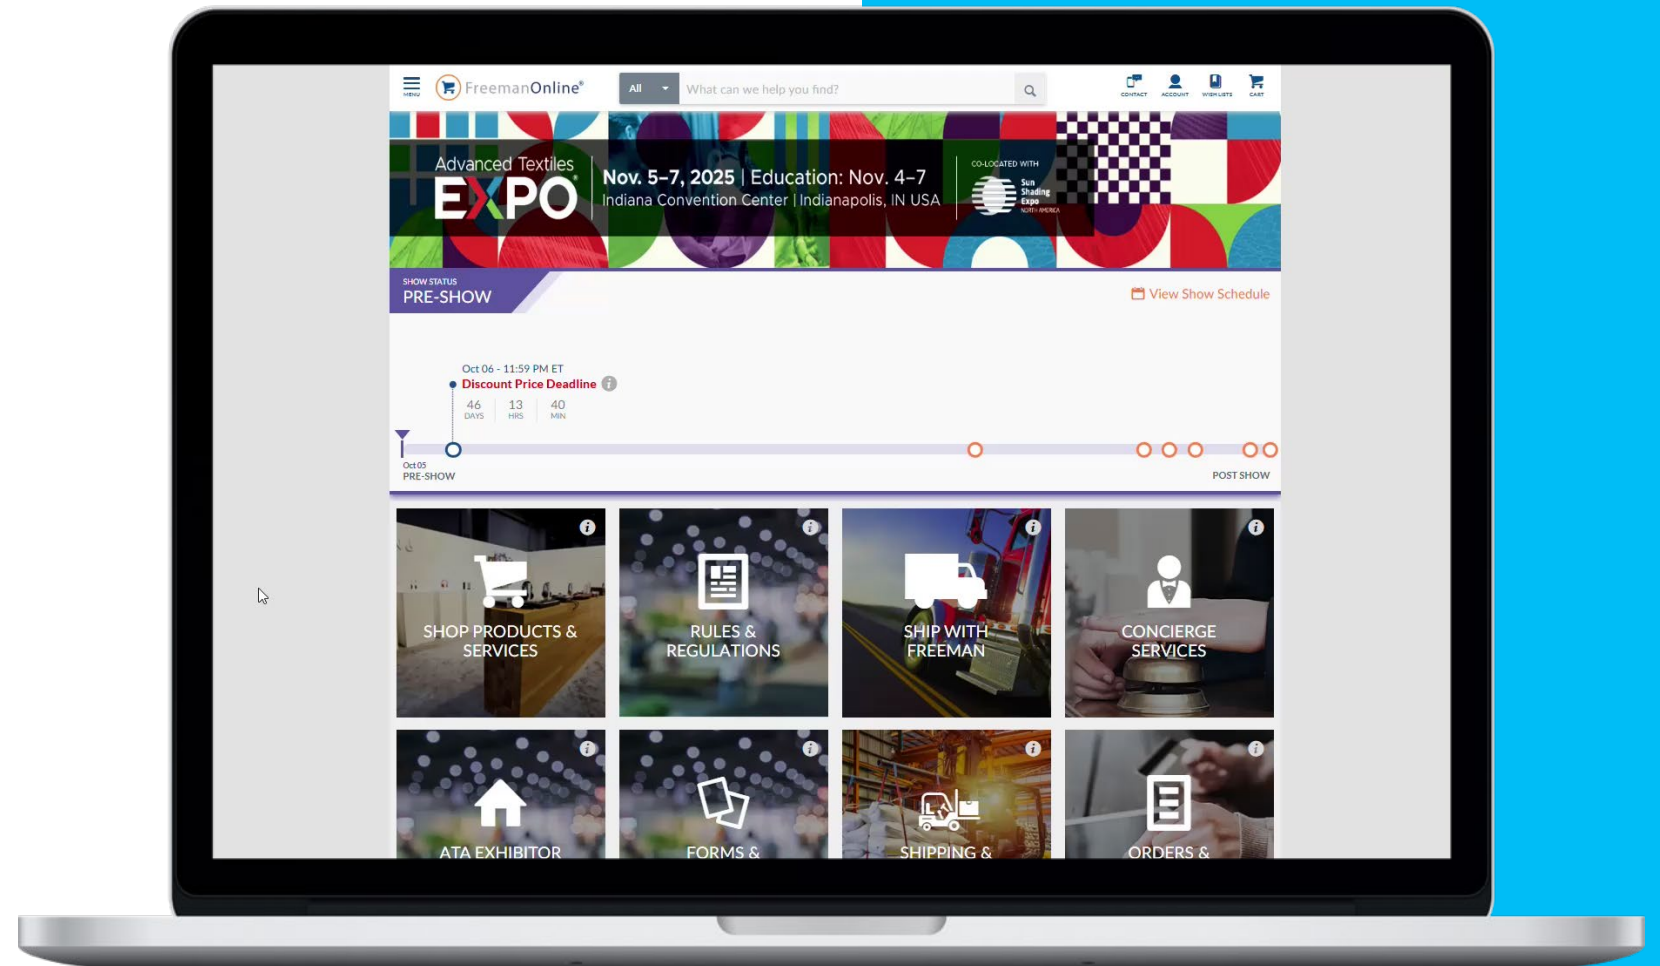 MENU
FreemanOnline®
All
What can we help you find?
CONTACT
ACCOUNT
WISH LISTS
CART
Advanced Textiles
EXPO®
Nov. 5–7, 2025 | Education: Nov. 4–7
Indiana Convention Center | Indianapolis, IN USA
CO-LOCATED WITH
Sun
Shading
Expo
NORTH AMERICA
SHOW STATUS
PRE-SHOW
View Show Schedule
Oct 06 - 11:59 PM ET
Discount Price Deadline
46 13 40
DAYS HRS MIN
Oct 05
PRE-SHOW
POST SHOW
SHOP PRODUCTS &
SERVICES
RULES &
REGULATIONS
SHIP WITH
FREEMAN
CONCIERGE
SERVICES
ATA EXHIBITOR
FORMS &
SHIPPING &
ORDERS &